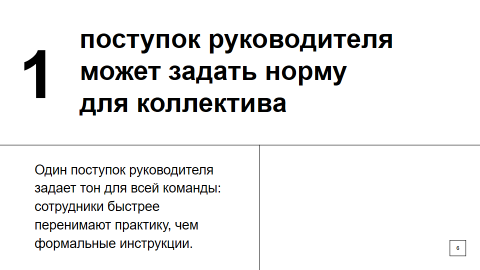 1
поступок руководителя
может задать норму
для коллектива
Один поступок руководителя
задает тон для всей команды:
сотрудники быстрее
перенимают практику, чем
формальные инструкции.
6